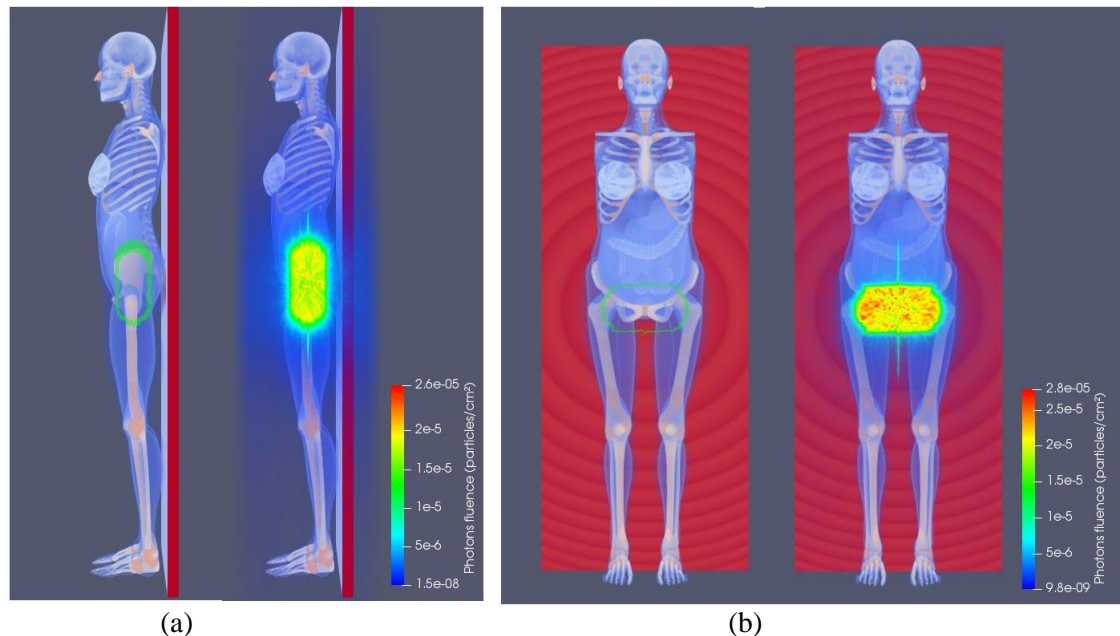 2.6e-05
2e-5
1.5e-5
1e-5
5e-6
1.5e-08
Photons fluence (particles/cm²)
2.8e-05
2.5e-5
2e-5
1.5e-5
1e-5
5e-6
9.8e-09
Photons fluence (particles/cm²)
(a)
(b)